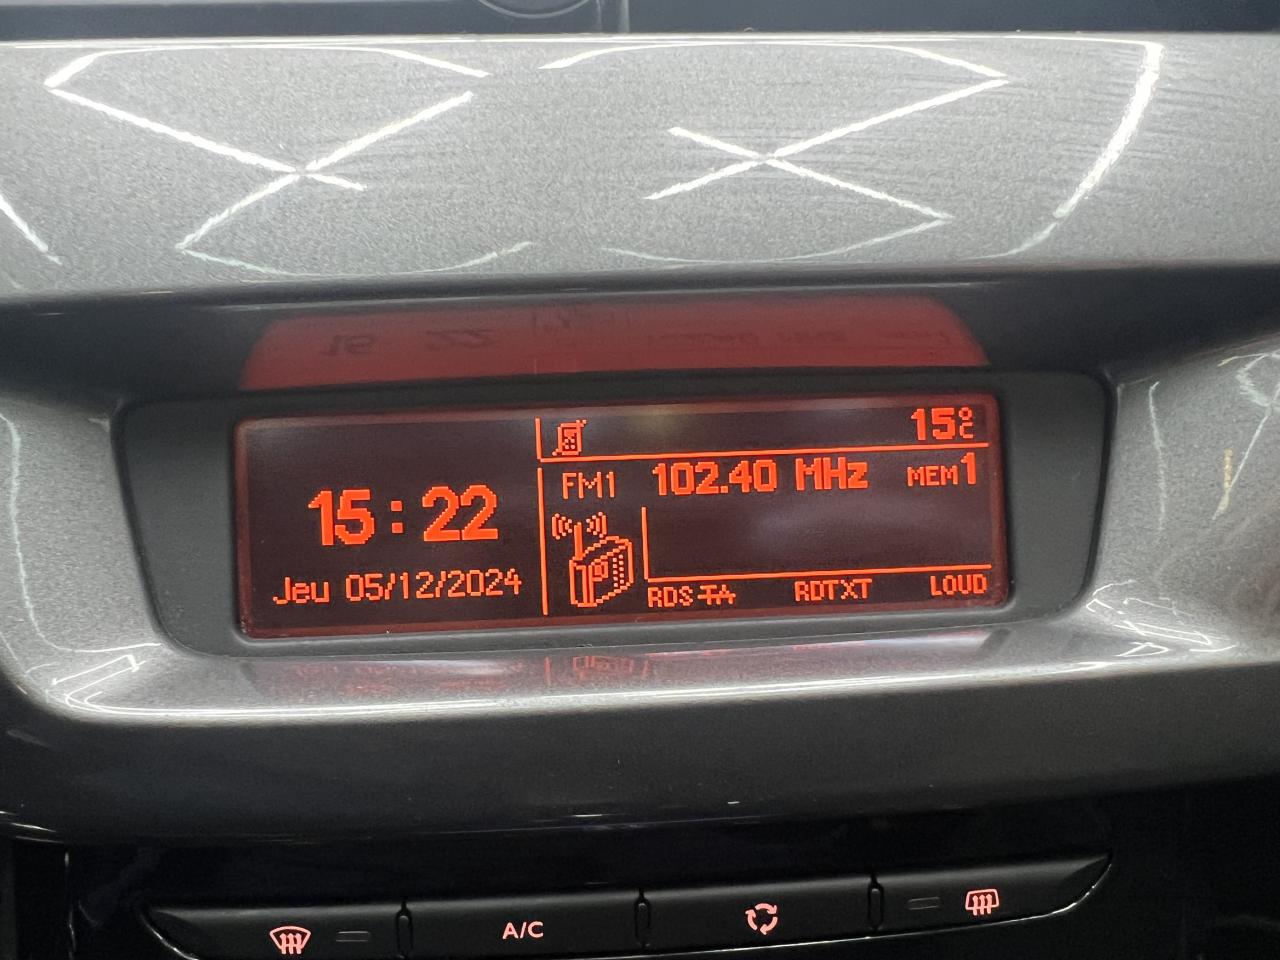 15°C
FM1 102.40 MHz MEM1
15:22
Jeu 05/12/2024
RDS TA RDTXT LOUD
A/C